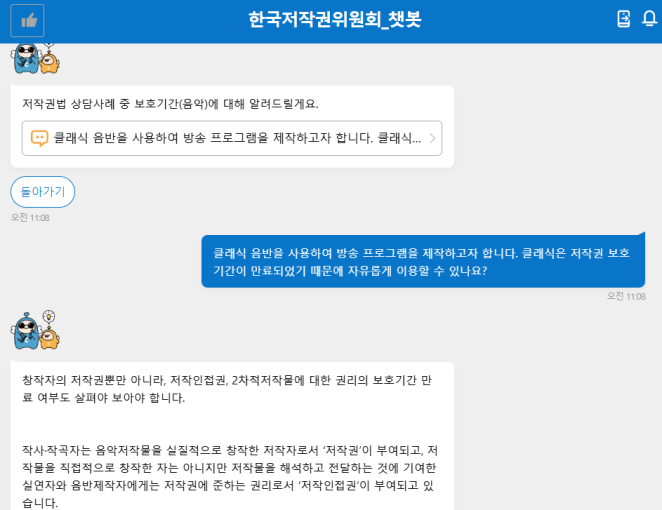 한국저작권위원회_챗봇
저작권법 상담사례 중 보호기간(음악)에 대해 알려드릴게요.
클래식 음반을 사용하여 방송 프로그램을 제작하고자 합니다. 클래식...
돌아가기
오전 11:08
클래식 음반을 사용하여 방송 프로그램을 제작하고자 합니다. 클래식은 저작권 보호
기간이 만료되었기 때문에 자유롭게 이용할 수 있나요?
오전 11:08
창작자의 저작권뿐만 아니라, 저작인접권, 2차적저작물에 대한 권리의 보호기간 만
료 여부도 살펴야 보아야 합니다.
작사·작곡자는 음악저작물을 실질적으로 창작한 저작자로서 '저작권'이 부여되고, 저
작물을 직접적으로 창작한 자는 아니지만 저작물을 해석하고 전달하는 것에 기여한
실연자와 음반제작자에게는 저작권에 준하는 권리로서 '저작인접권'이 부여되고 있
습니다.